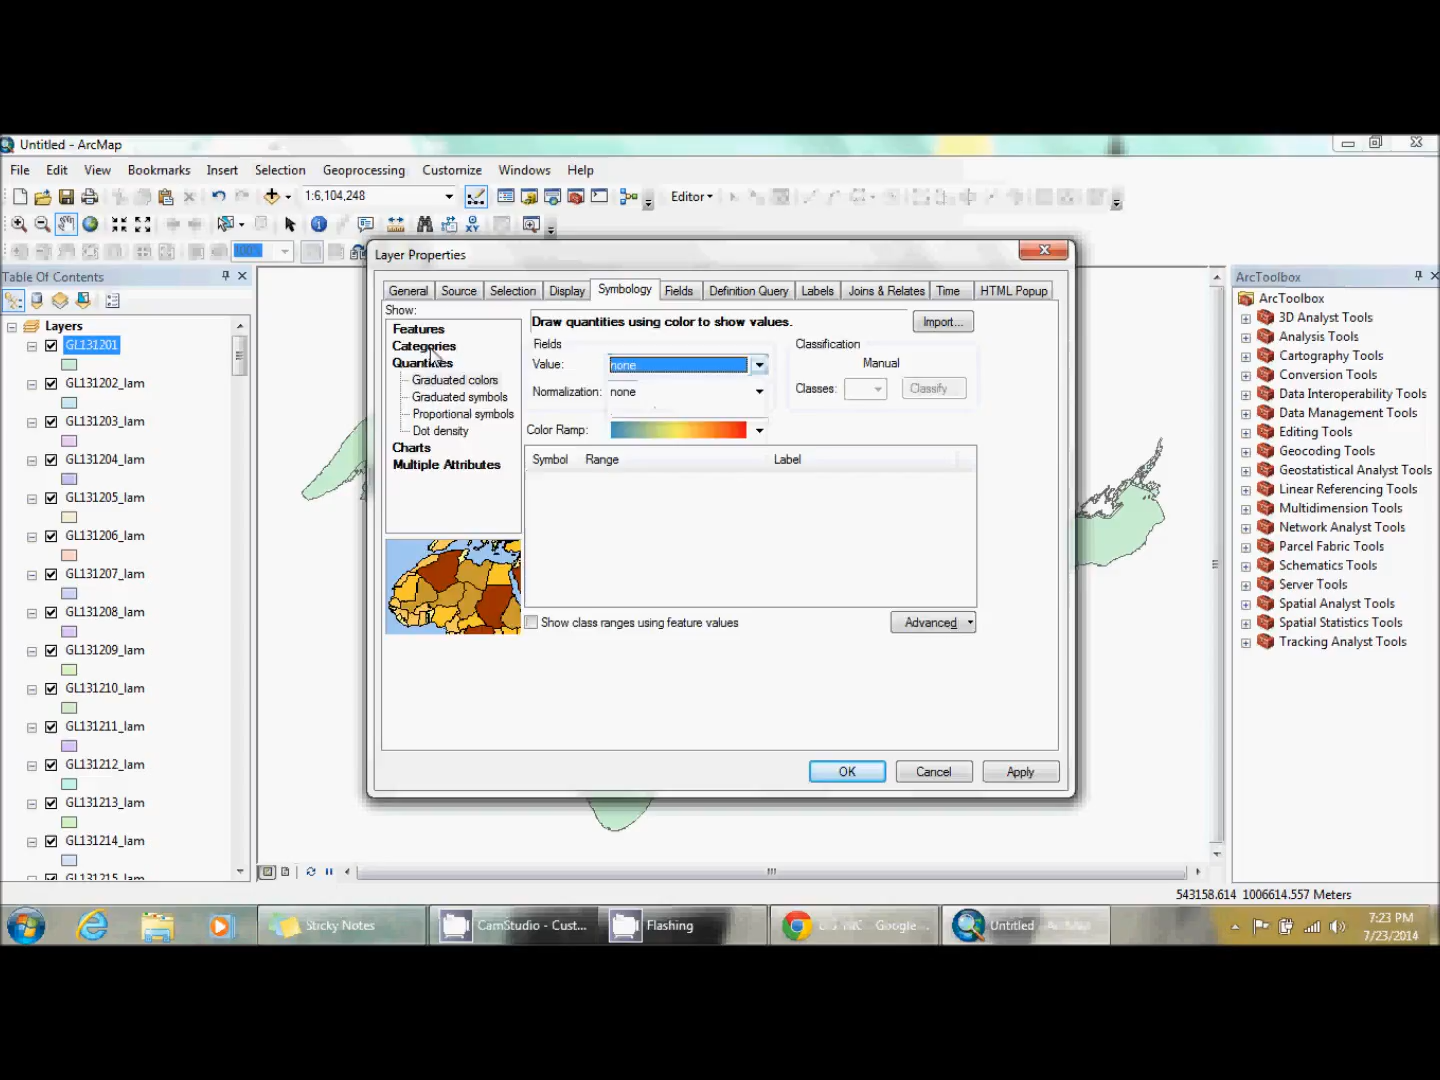 Untitled - ArcMap
File Edit View Bookmarks Insert Selection Geoprocessing Customize Windows Help
1:6,104,248
Editor
100%
Table Of Contents
Layers
GL131201
GL131202_lam
GL131203_lam
GL131204_lam
GL131205_lam
GL131206_lam
GL131207_lam
GL131208_lam
GL131209_lam
GL131210_lam
GL131211_lam
GL131212_lam
GL131213_lam
GL131214_lam
GL131215_lam
Layer Properties
General Source Selection Display Symbology Fields Definition Query Labels Joins & Relates Time HTML Popup
Show:
Features
Categories
Quantities
Graduated colors
Graduated symbols
Proportional symbols
Dot density
Charts
Multiple Attributes
Draw quantities using color to show values.
Import...
Fields
Value: none
Normalization: none
Classification
Manual
Classes:
Classify
Color Ramp:
Symbol Range Label
Show class ranges using feature values
Advanced
OK Cancel Apply
ArcToolbox
ArcToolbox
3D Analyst Tools
Analysis Tools
Cartography Tools
Conversion Tools
Data Interoperability Tools
Data Management Tools
Editing Tools
Geocoding Tools
Geostatistical Analyst Tools
Linear Referencing Tools
Multidimension Tools
Network Analyst Tools
Parcel Fabric Tools
Schematics Tools
Server Tools
Spatial Analyst Tools
Spatial Statistics Tools
Tracking Analyst Tools
543158.614 1006614.557 Meters
Sticky Notes
CamStudio - Cust...
Flashing
Google...
Untitled - ArcMap
7:23 PM
7/23/2014